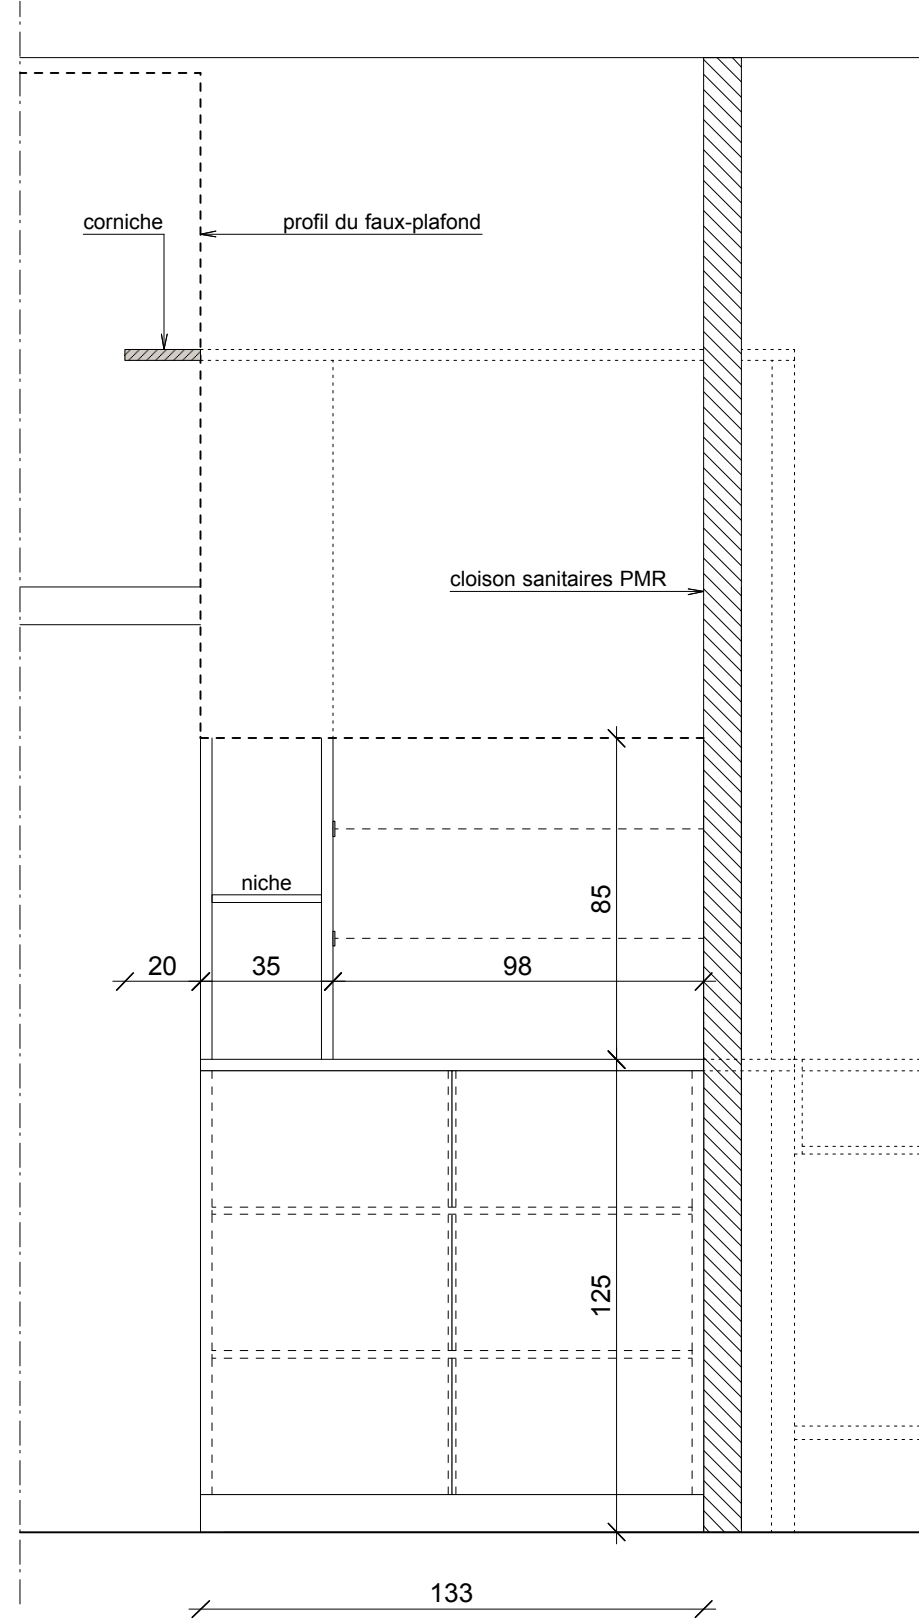 corniche
profil du faux-plafond
cloison sanitaires PMR
niche
85
20
35
98
125
133